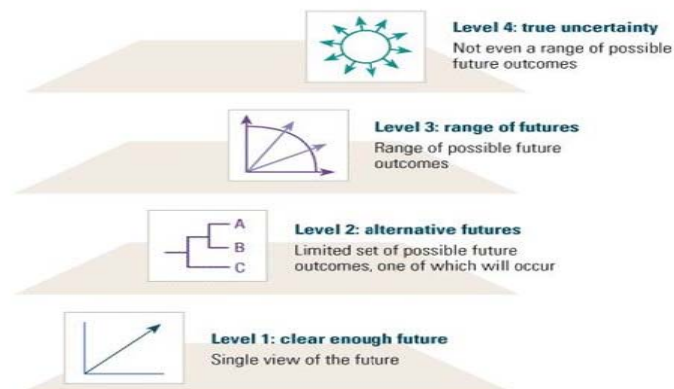 Level 4: true uncertainty
Not even a range of possible
future outcomes
Level 3: range of futures
Range of possible future
outcomes
A
B
C
Level 2: alternative futures
Limited set of possible future
outcomes, one of which will occur
Level 1: clear enough future
Single view of the future